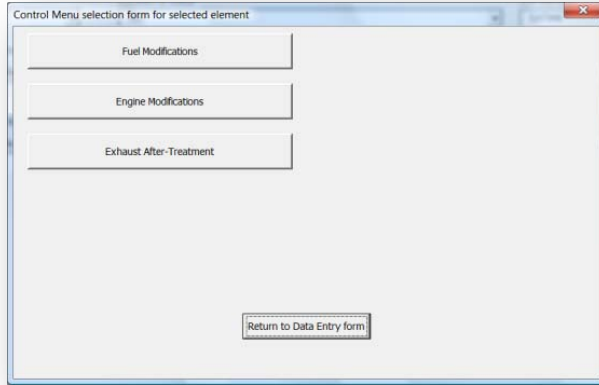 Control Menu selection form for selected element
Fuel Modifications
Engine Modifications
Exhaust After-Treatment
Return to Data Entry form